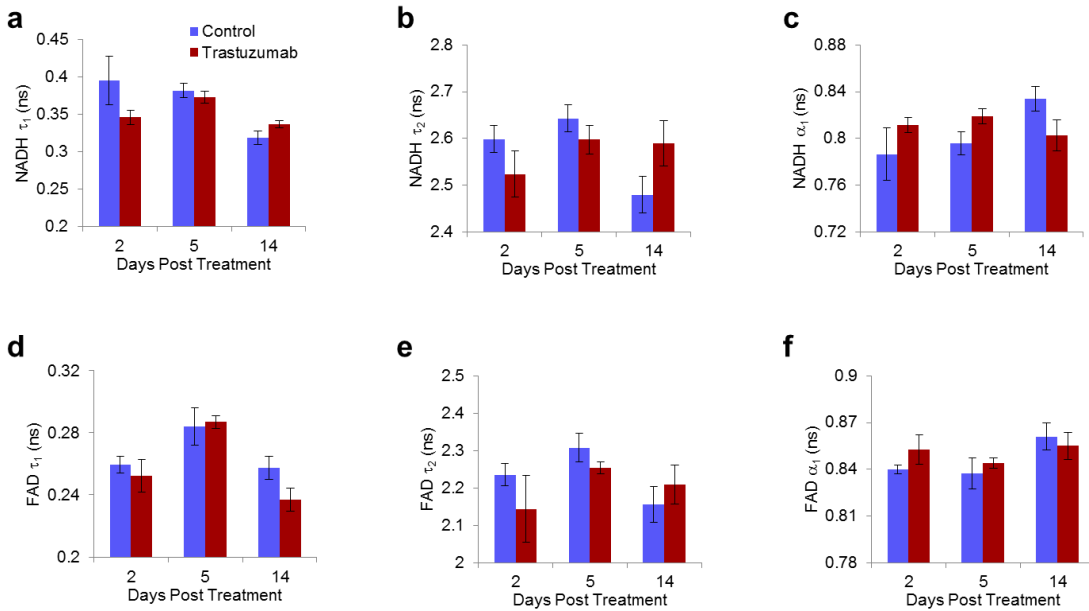 a
Control
Trastuzumab
0.45
0.4
0.35
0.3
0.25
0.2
NADH τ1 (ns)
2 5 14
Days Post Treatment
b
2.8
2.7
2.6
2.5
2.4
NADH τ2 (ns)
2 5 14
Days Post Treatment
c
0.88
0.84
0.8
0.76
0.72
NADH α1 (ns)
2 5 14
Days Post Treatment
d
0.32
0.28
0.24
0.2
FAD τ1 (ns)
2 5 14
Days Post Treatment
e
2.5
2.4
2.3
2.2
2.1
2
FAD τ2 (ns)
2 5 14
Days Post Treatment
f
0.9
0.87
0.84
0.81
0.78
FAD α1 (ns)
2 5 14
Days Post Treatment